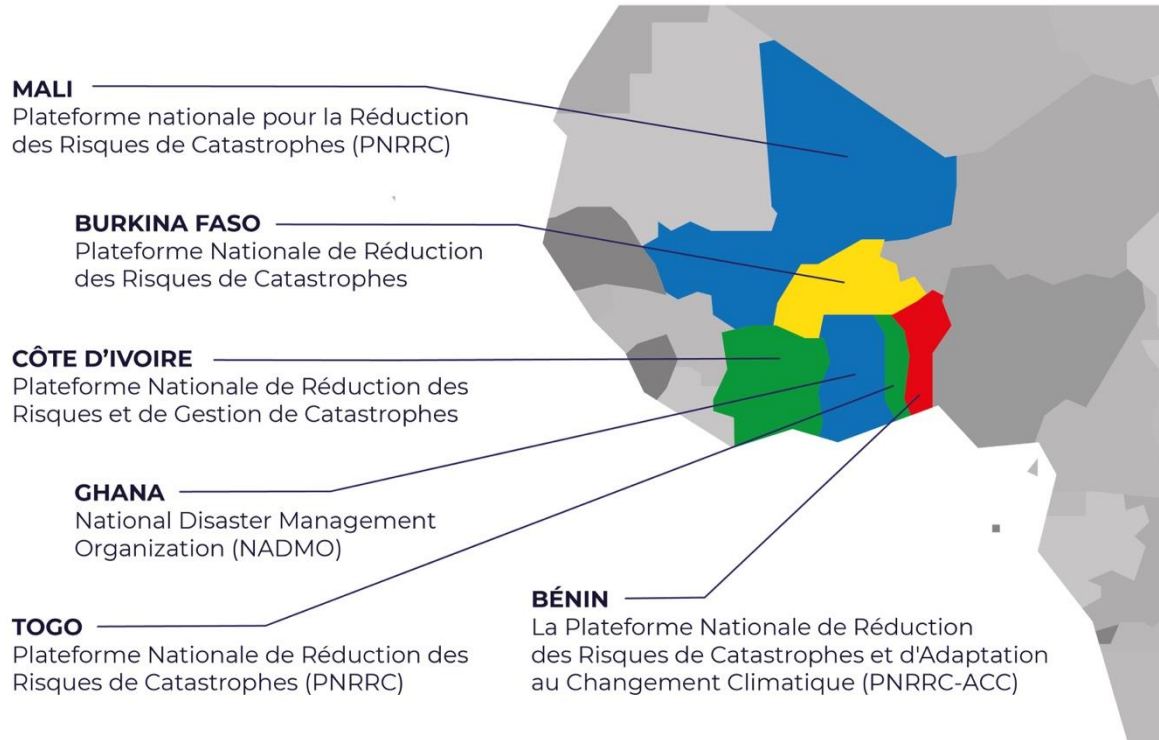 MALI
Plateforme nationale pour la Réduction
des Risques de Catastrophes (PNRRC)
BURKINA FASO
Plateforme Nationale de Réduction
des Risques de Catastrophes
CÔTE D’IVOIRE
Plateforme Nationale de Réduction des
Risques et de Gestion de Catastrophes
GHANA
National Disaster Management
Organization (NADMO)
TOGO
Plateforme Nationale de Réduction des
Risques de Catastrophes (PNRRC)
BÉNIN
La Plateforme Nationale de Réduction
des Risques de Catastrophes et d'Adaptation
au Changement Climatique (PNRRC-ACC)